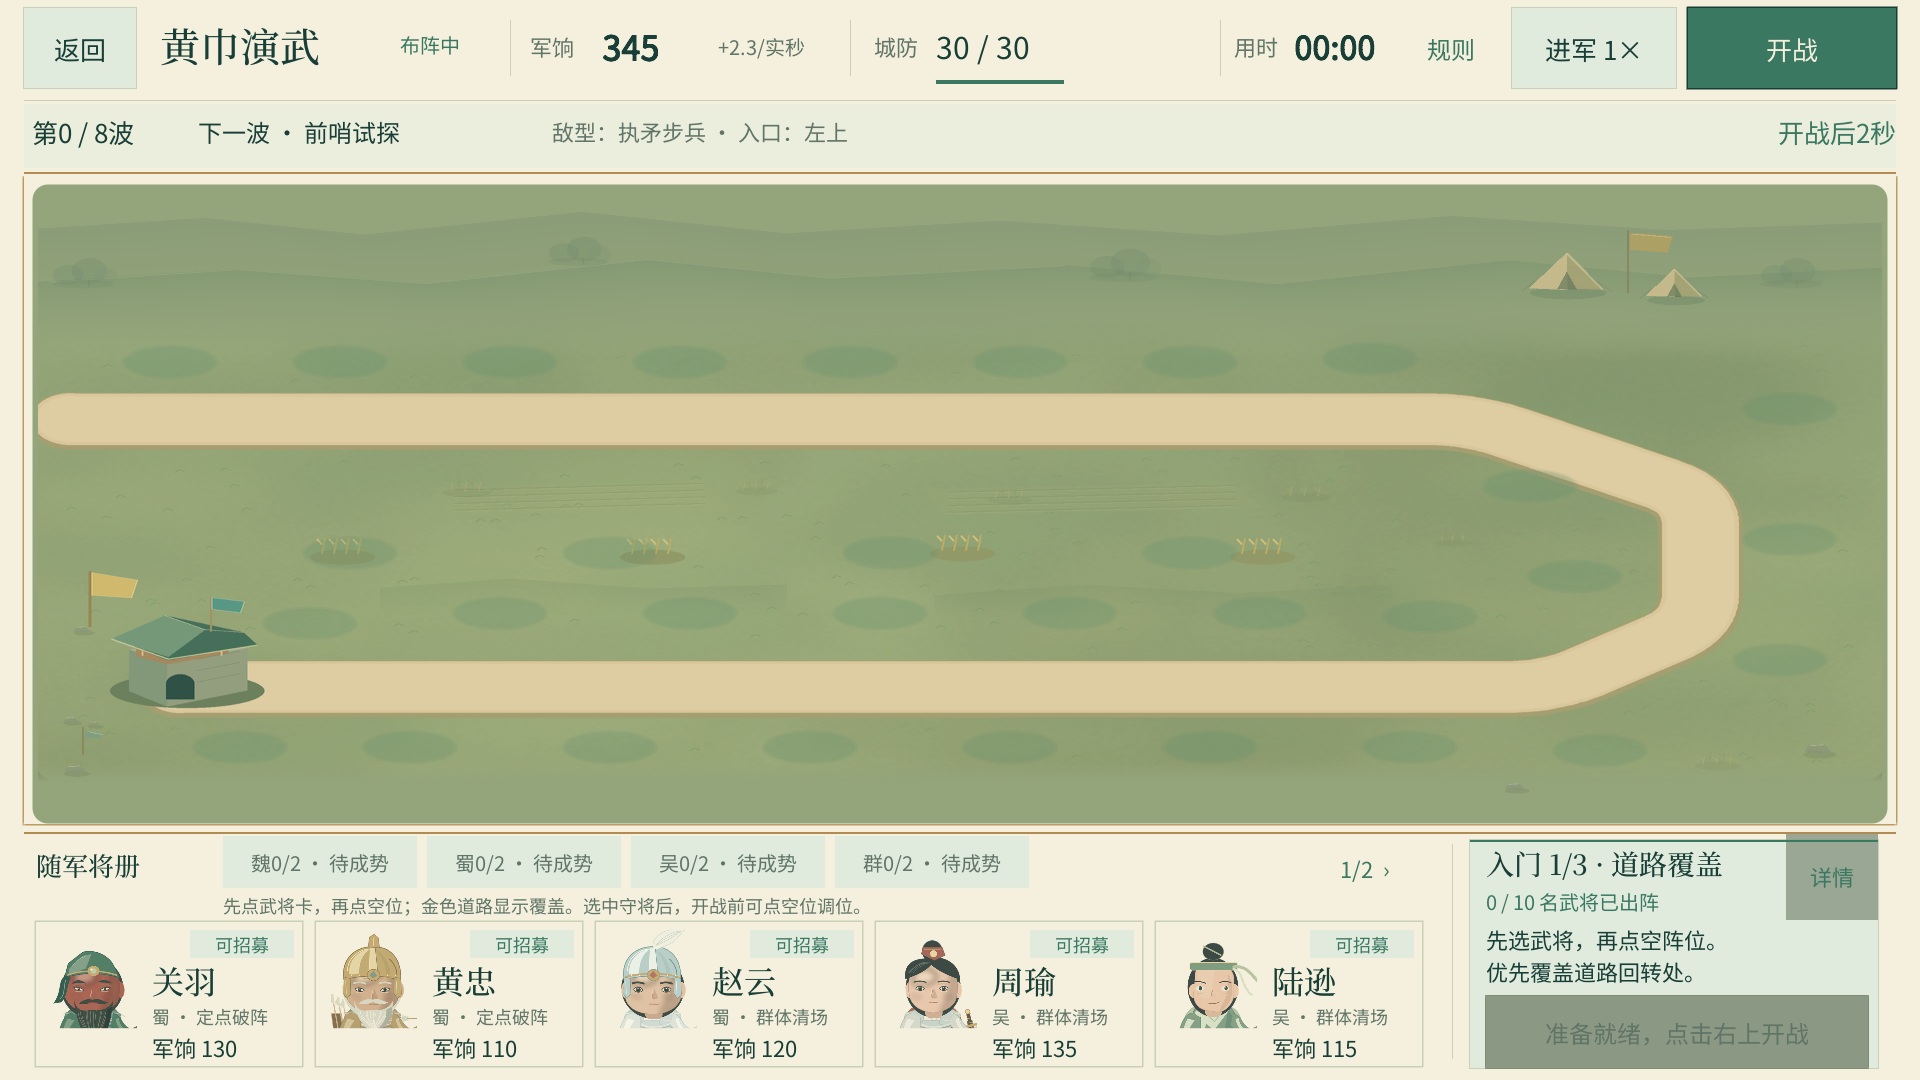 返回
黄巾演武
布阵中
军饷 345
+2.3/实秒
城防 30 / 30
用时 00:00
规则
进军 1×
开战
第0 / 8波
下一波 · 前哨试探
敌型：执矛步兵 · 入口：左上
开战后2秒
随军将册
魏0/2 · 待成势
蜀0/2 · 待成势
吴0/2 · 待成势
群0/2 · 待成势
1/2 ›
先点武将卡，再点空位；金色道路显示覆盖。选中守将后，开战前可点空位调位。
可招募
关羽
蜀 · 定点破阵
军饷 130
可招募
黄忠
蜀 · 定点破阵
军饷 110
可招募
赵云
蜀 · 群体清场
军饷 120
可招募
周瑜
吴 · 群体清场
军饷 135
可招募
陆逊
吴 · 群体清场
军饷 115
入门 1/3 · 道路覆盖
详情
0 / 10 名武将已出阵
先选武将，再点空阵位。
优先覆盖道路回转处。
准备就绪，点击右上开战